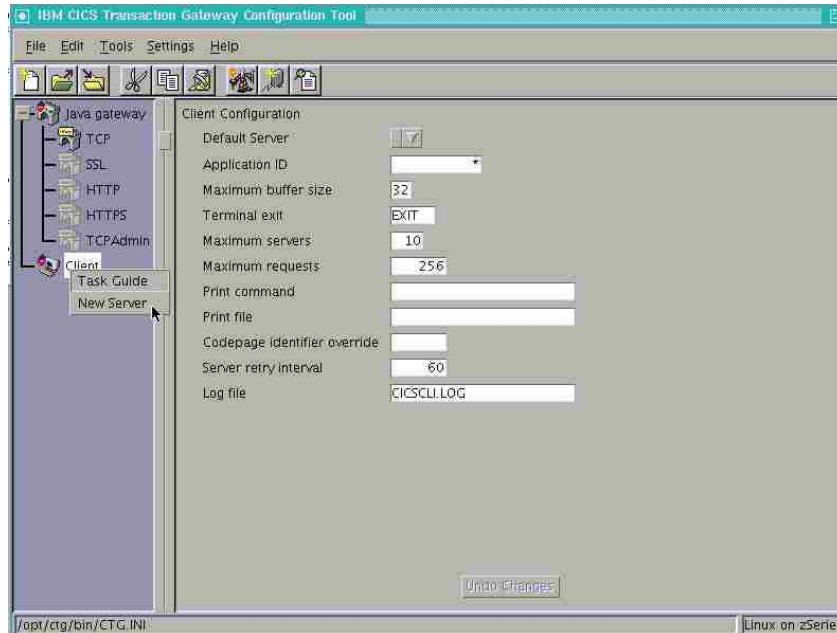 IBM CICS Transaction Gateway Configuration Tool
File Edit Tools Settings Help
Java gateway
TCP
SSL
HTTP
HTTPS
TCPAdmin
Client
Task Guide
New Server
Client Configuration
Default Server
Application ID *
Maximum buffer size 32
Terminal exit EXIT
Maximum servers 10
Maximum requests 256
Print command
Print file
Codepage identifier override
Server retry interval 60
Log file CICSCLI.LOG
Undo Changes
/opt/ctg/bin/CTG.INI
Linux on zSerie